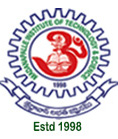 MADANAPALLE INSTITUTE OF TECHNOLOGY & SCIENCE
1998
Estd 1998